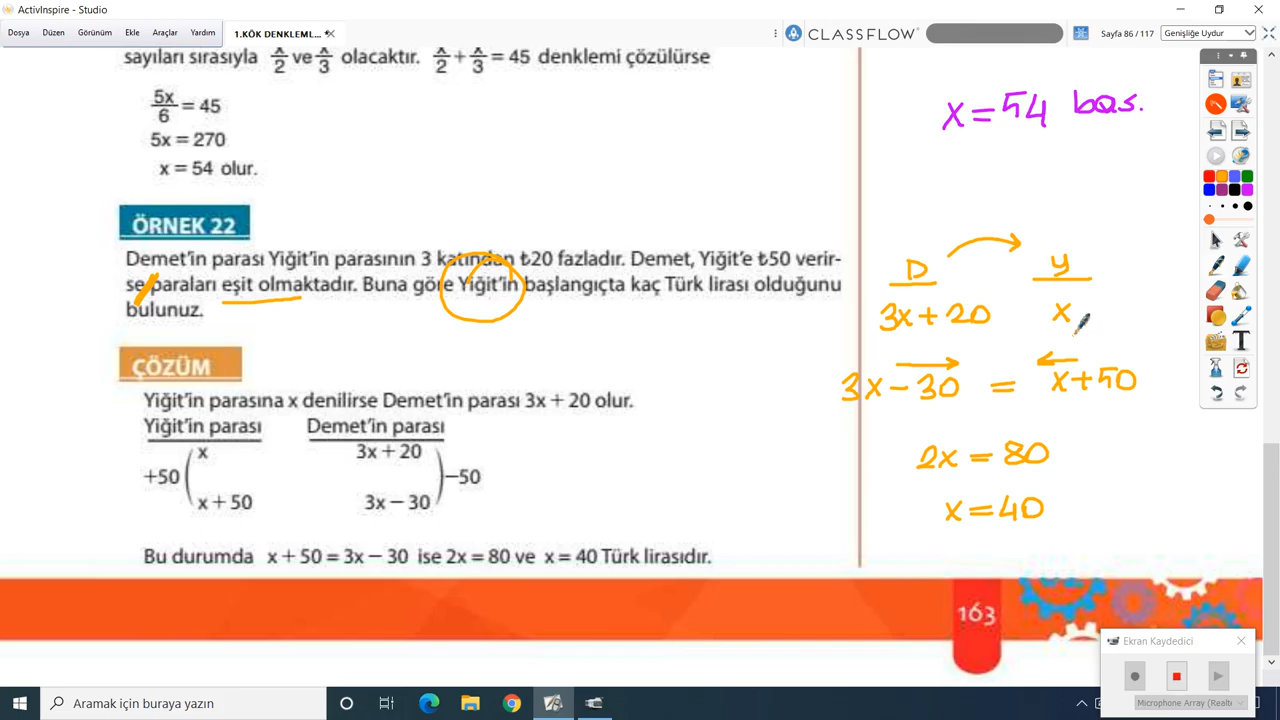 ActivInspire - Studio
Dosya Düzen Görünüm Ekle Araçlar Yardım
1.KÖK DENKLEML...
CLASSFLOW
Sayfa 86 / 117
Genişliğe Uydur
sayıları sırasıyla x/2 ve x/3 olacaktır. x/2 + x/3 = 45 denklemi çözülürse
5x/6 = 45
5x = 270
x = 54 olur.
x = 54 baş.
ÖRNEK 22
Demet'in parası Yiğit'in parasının 3 katından ₺20 fazladır. Demet, Yiğit'e ₺50 verir-
se paraları eşit olmaktadır. Buna göre Yiğit'in başlangıçta kaç Türk lirası olduğunu
bulunuz.
ÇÖZÜM
Yiğit'in parasına x denilirse Demet'in parası 3x + 20 olur.
Yiğit'in parası Demet'in parası
x 3x + 20
+50 −50
x + 50 3x − 30
Bu durumda x + 50 = 3x − 30 ise 2x = 80 ve x = 40 Türk lirasıdır.
D y
3x + 20 x
3x − 30 = x + 50
2x = 80
x = 40
163
Ekran Kaydedici
Microphone Array (Realt
Aramak için buraya yazın